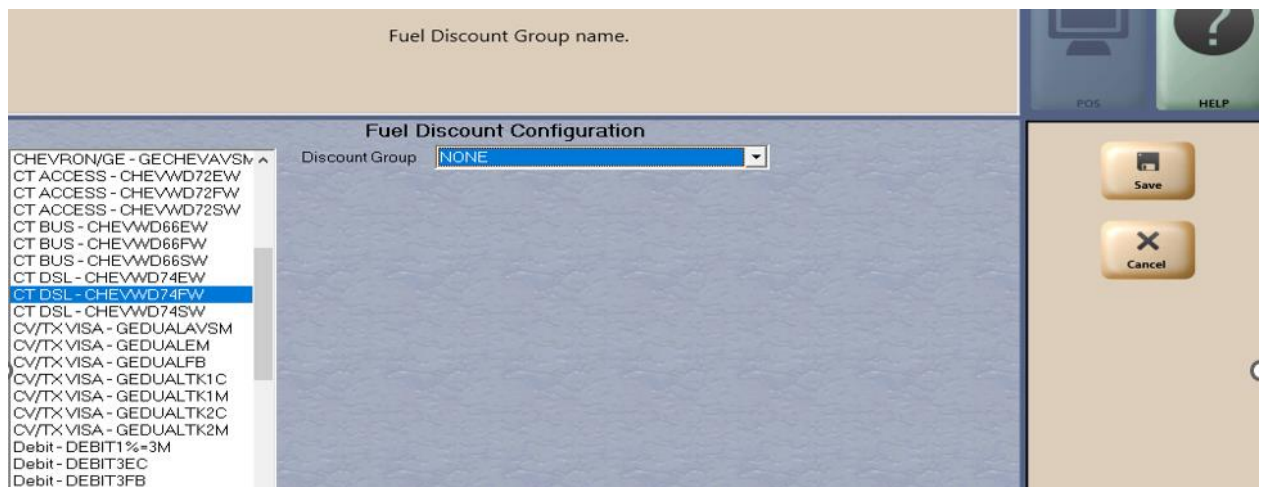 Fuel Discount Group name.
POS
HELP
Fuel Discount Configuration
Discount Group NONE
CHEVRON/GE - GECHEVAVSM
CT ACCESS - CHEVWD72EW
CT ACCESS - CHEVWD72FW
CT ACCESS - CHEVWD72SW
CT BUS - CHEVWD66EW
CT BUS - CHEVWD66FW
CT BUS - CHEVWD66SW
CT DSL - CHEVWD74EW
CT DSL - CHEVWD74FW
CT DSL - CHEVWD74SW
CV/TX VISA - GEDUALAVSM
CV/TX VISA - GEDUALEM
CV/TX VISA - GEDUALFB
CV/TX VISA - GEDUALTK1C
CV/TX VISA - GEDUALTK1M
CV/TX VISA - GEDUALTK2C
CV/TX VISA - GEDUALTK2M
Debit - DEBIT1%=3M
Debit - DEBIT3EC
Debit - DEBIT3FB
Save
Cancel